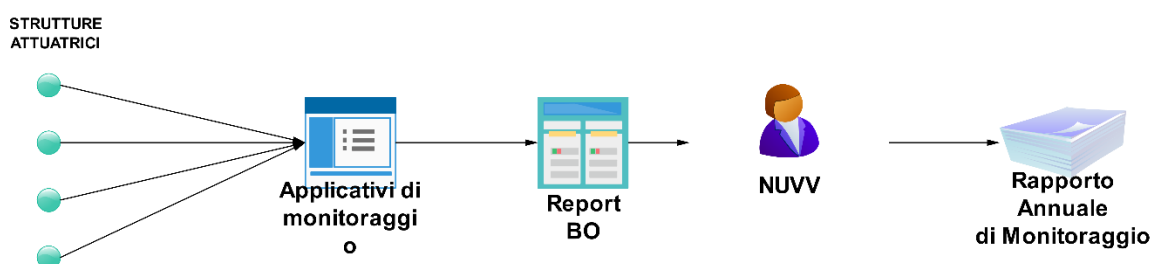 STRUTTURE
ATTUATRICI
Applicativi di
monitoraggi
o
Report
BO
NUVV
Rapporto
Annuale
di Monitoraggio